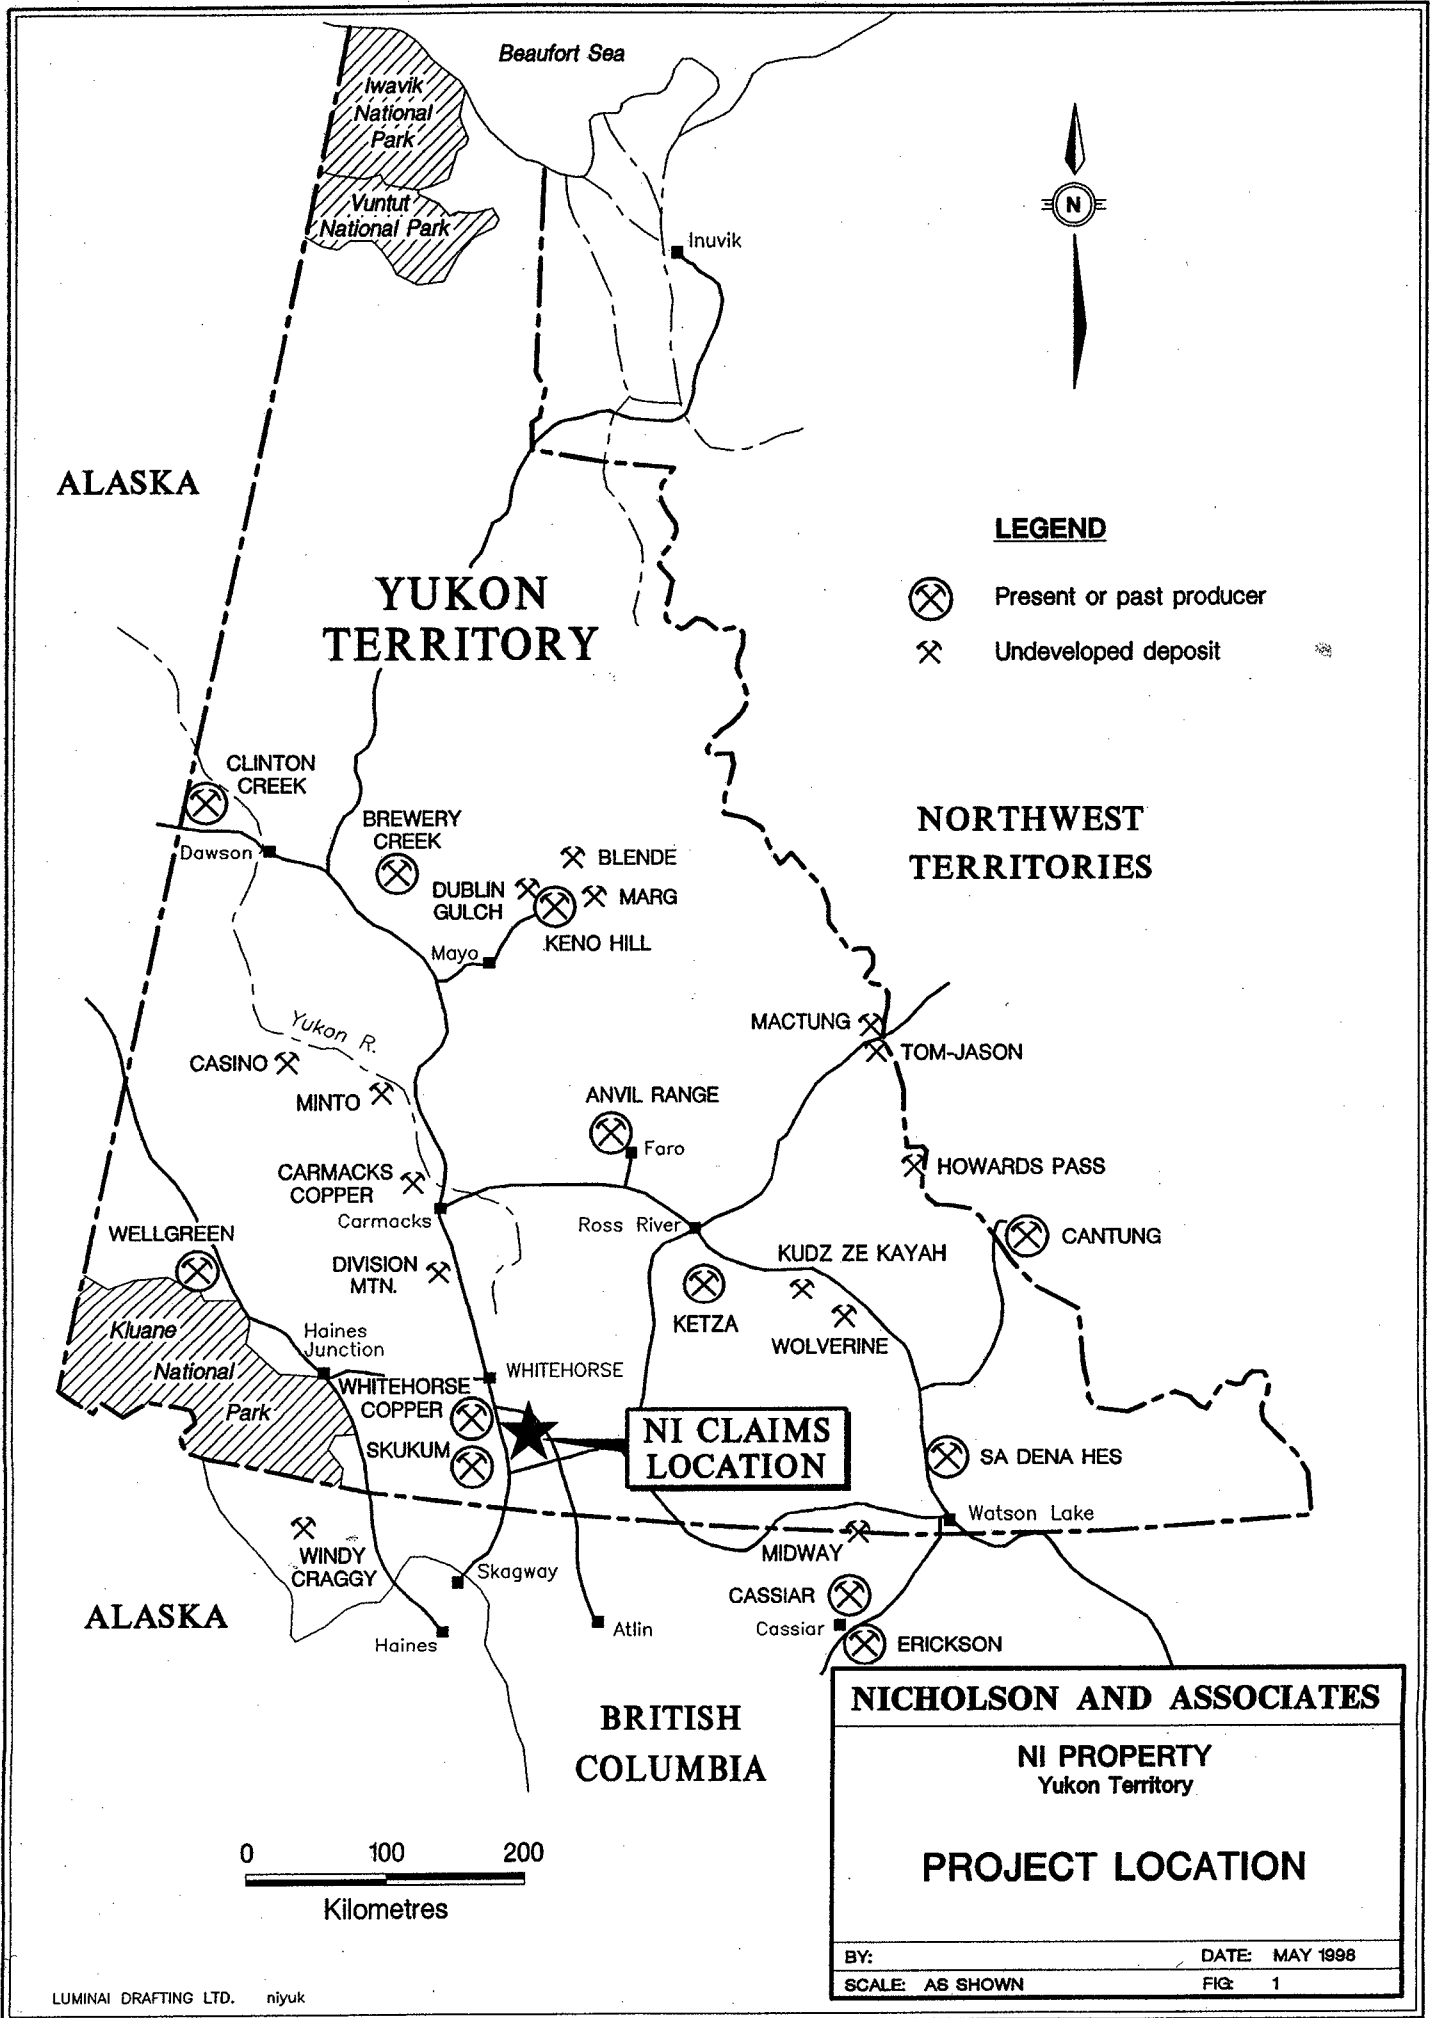 Beaufort Sea
Iwavik
National
Park
Vuntut
National Park
N
Inuvik
ALASKA
LEGEND
Present or past producer
Undeveloped deposit
YUKON
TERRITORY
CLINTON
CREEK
BREWERY
CREEK
Dawson
BLENDE
DUBLIN
GULCH
MARG
KENO HILL
Mayo
NORTHWEST
TERRITORIES
Yukon R.
MACTUNG
TOM-JASON
CASINO
MINTO
ANVIL RANGE
Faro
CARMACKS
COPPER
Carmacks
HOWARDS PASS
Ross River
WELLGREEN
CANTUNG
DIVISION
MTN.
KUDZ ZE KAYAH
KETZA
WOLVERINE
Kluane
National
Park
Haines
Junction
WHITEHORSE
WHITEHORSE
COPPER
SKUKUM
NI CLAIMS
LOCATION
SA DENA HES
Watson Lake
MIDWAY
WINDY
CRAGGY
Skagway
CASSIAR
Cassiar
ERICKSON
ALASKA
Haines
Atlin
BRITISH
COLUMBIA
NICHOLSON AND ASSOCIATES
NI PROPERTY
Yukon Territory
PROJECT LOCATION
BY:
DATE: MAY 1998
SCALE: AS SHOWN
FIG: 1
0 100 200
Kilometres
LUMINAI DRAFTING LTD. niyuk